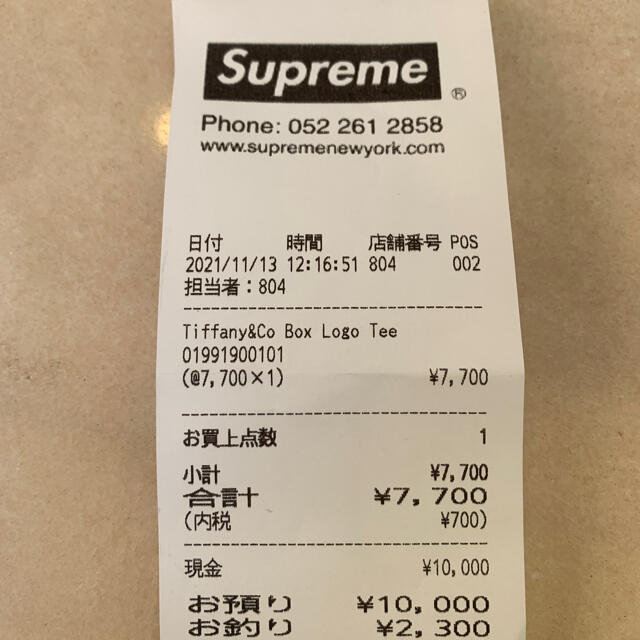 Supreme
®
Phone: 052 261 2858
www.supremenewyork.com
日付 時間 店舗番号 POS
2021/11/13 12:16:51 804 002
担当者：804
Tiffany&Co Box Logo Tee
01991900101
(@7,700×1) ¥7,700
お買上点数 1
小計 ¥7,700
合計 ¥7,700
(内税 ¥700)
現金 ¥10,000
お預り ¥10,000
お釣り ¥2,300